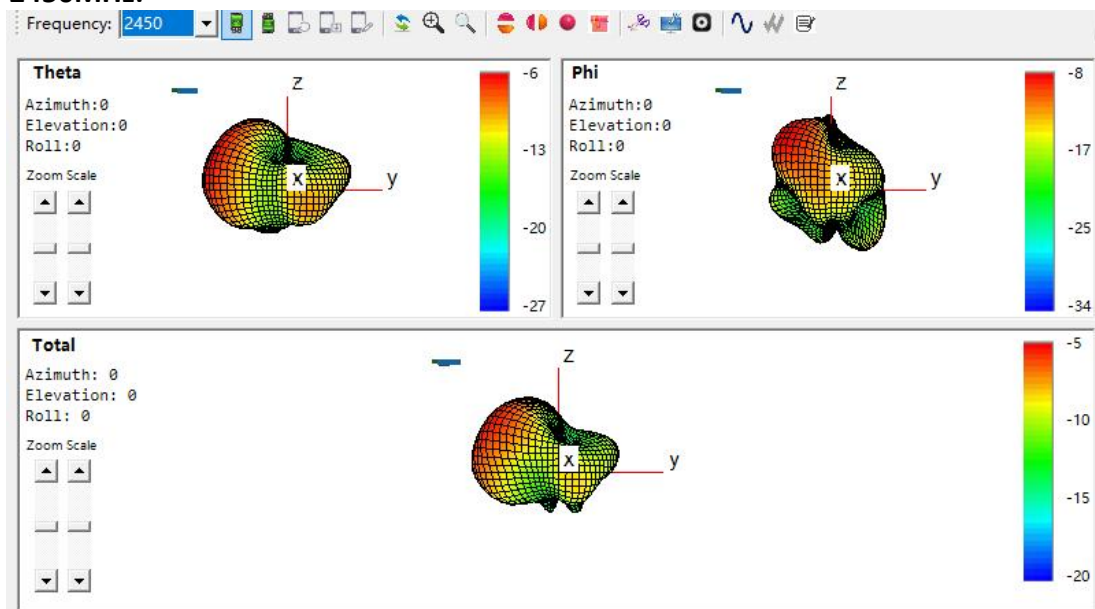 2450MHz:
Frequency: 2450
Theta
Azimuth:0
Elevation:0
Roll:0
Zoom Scale
z
y
x
-6
-13
-20
-27
Phi
Azimuth:0
Elevation:0
Roll:0
Zoom Scale
z
y
x
-8
-17
-25
-34
Total
Azimuth: 0
Elevation: 0
Roll: 0
Zoom Scale
z
y
x
-5
-10
-15
-20